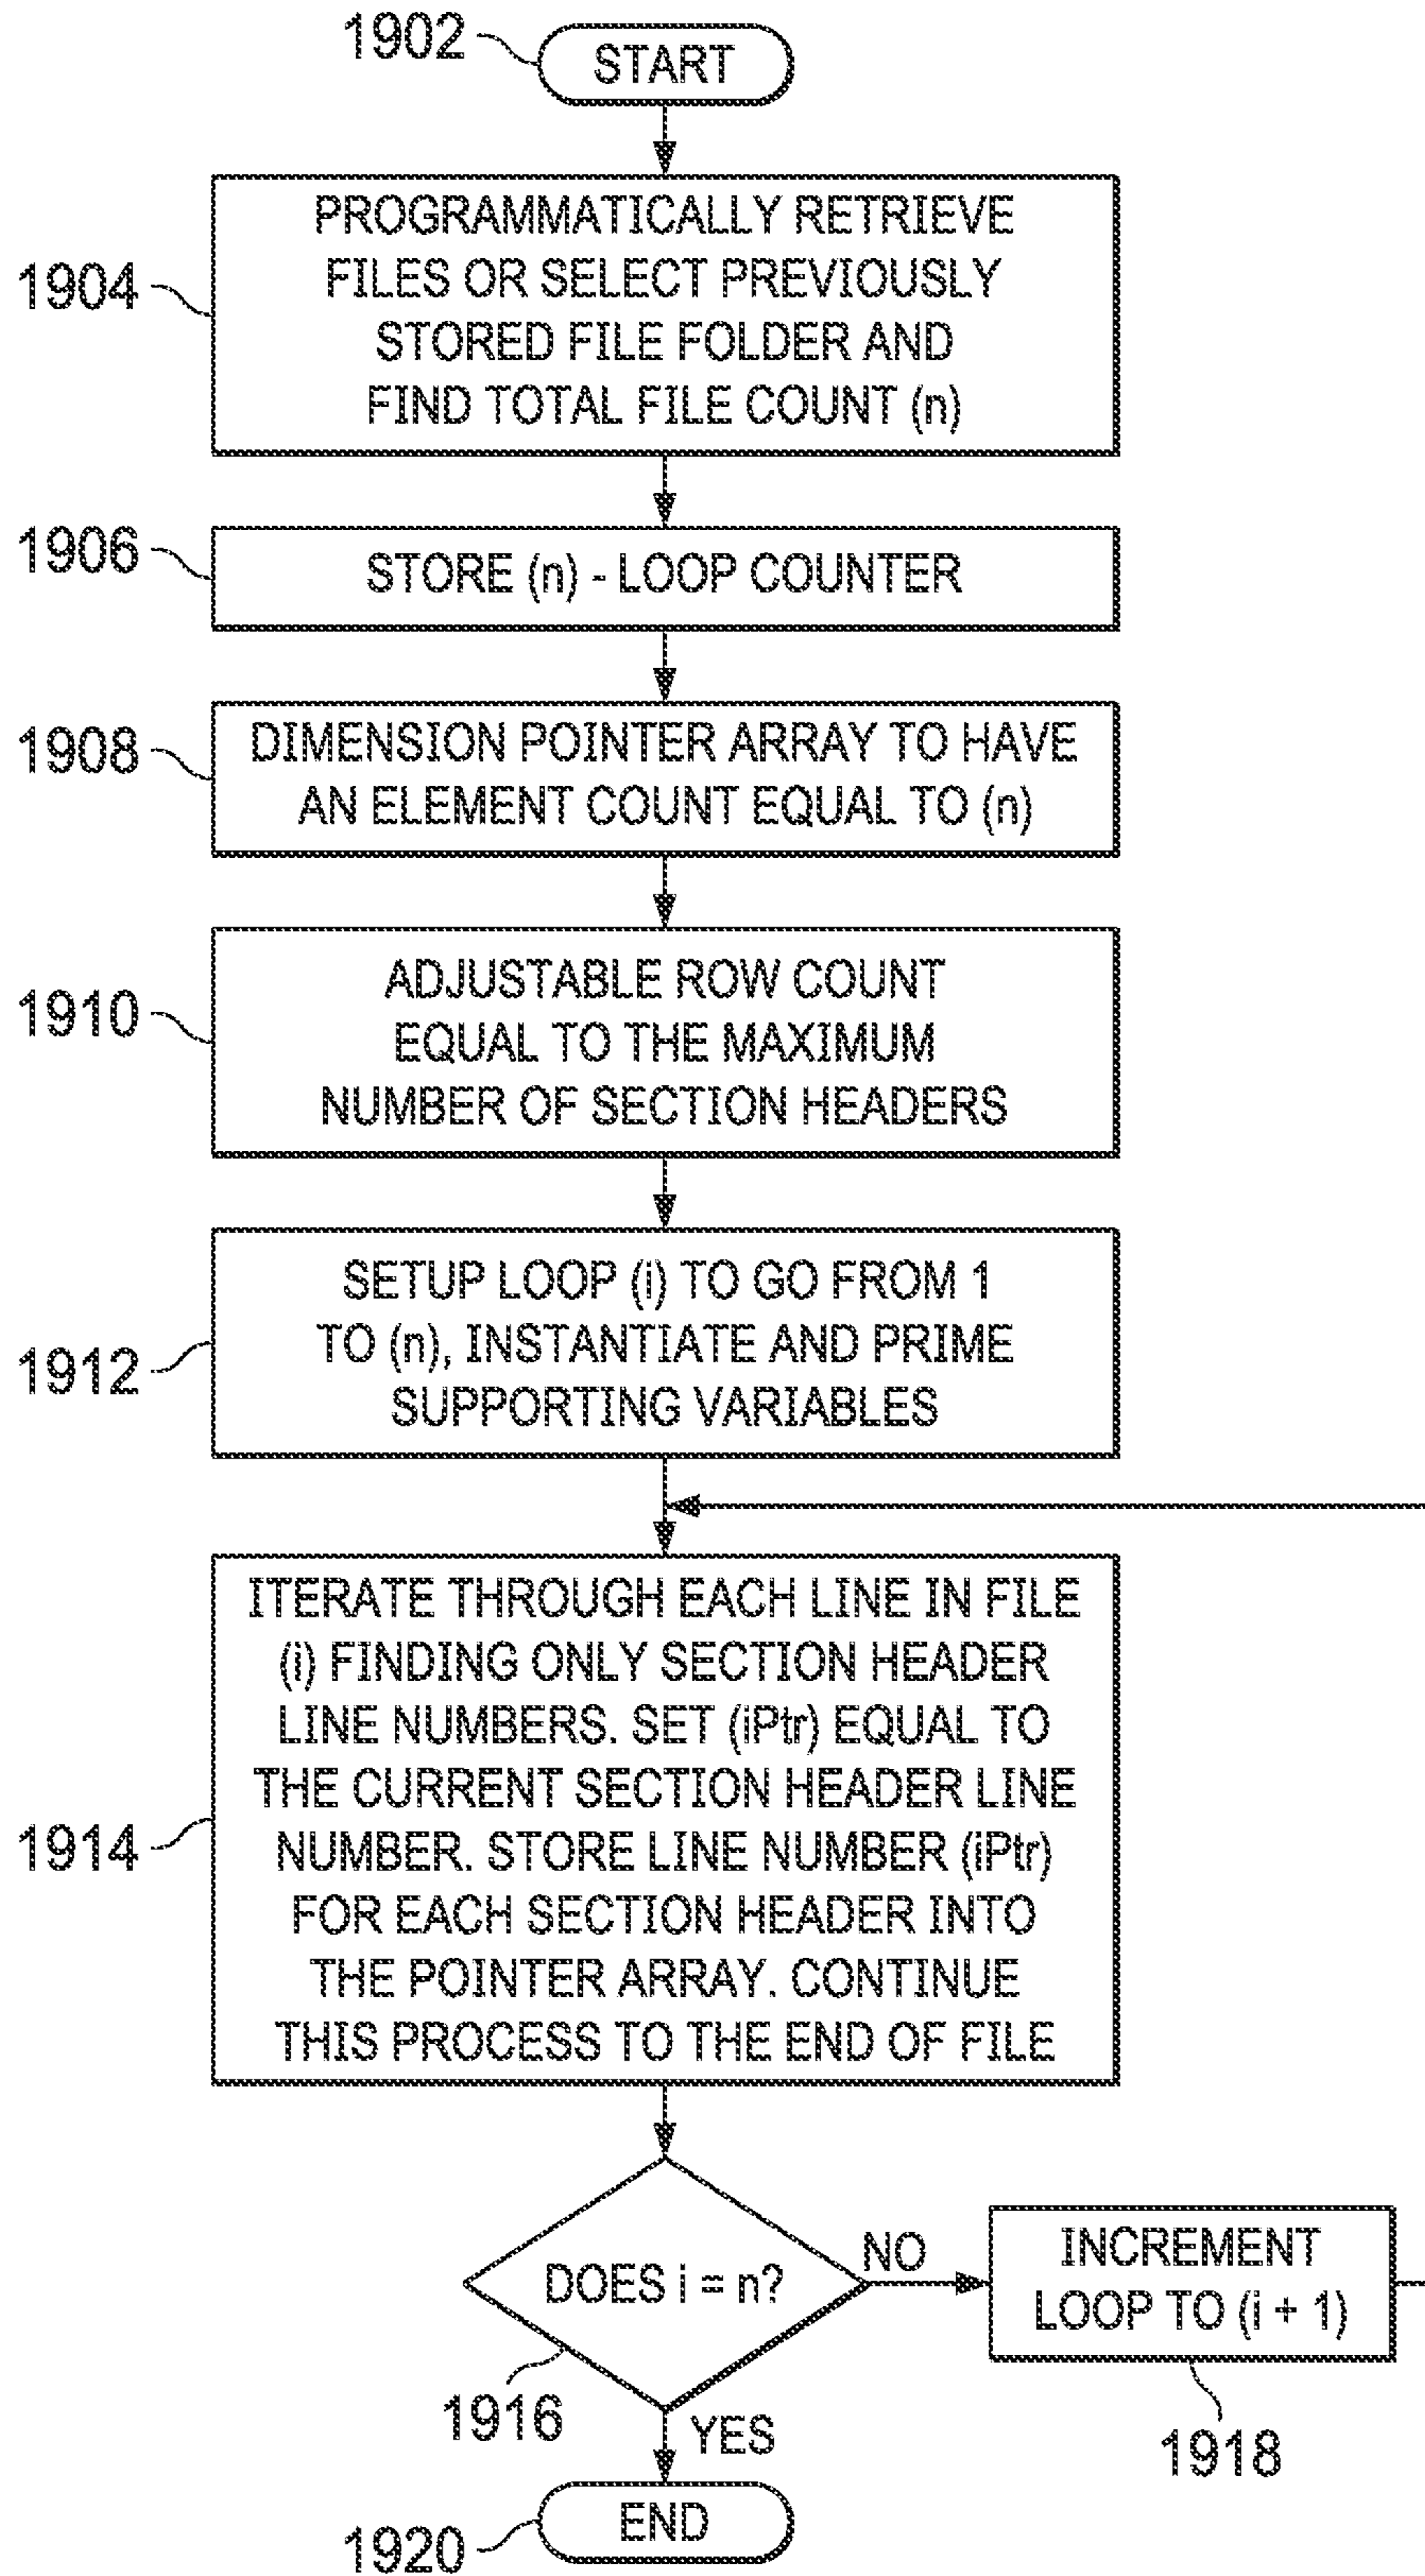 1902
START
1904
PROGRAMMATICALLY RETRIEVE
FILES OR SELECT PREVIOUSLY
STORED FILE FOLDER AND
FIND TOTAL FILE COUNT (n)
1906
STORE (n) - LOOP COUNTER
1908
DIMENSION POINTER ARRAY TO HAVE
AN ELEMENT COUNT EQUAL TO (n)
1910
ADJUSTABLE ROW COUNT
EQUAL TO THE MAXIMUM
NUMBER OF SECTION HEADERS
1912
SETUP LOOP (i) TO GO FROM 1
TO (n), INSTANTIATE AND PRIME
SUPPORTING VARIABLES
1914
ITERATE THROUGH EACH LINE IN FILE
(i) FINDING ONLY SECTION HEADER
LINE NUMBERS. SET (iPtr) EQUAL TO
THE CURRENT SECTION HEADER LINE
NUMBER. STORE LINE NUMBER (iPtr)
FOR EACH SECTION HEADER INTO
THE POINTER ARRAY. CONTINUE
THIS PROCESS TO THE END OF FILE
DOES i = n?
NO
INCREMENT
LOOP TO (i + 1)
1916
YES
1918
END
1920